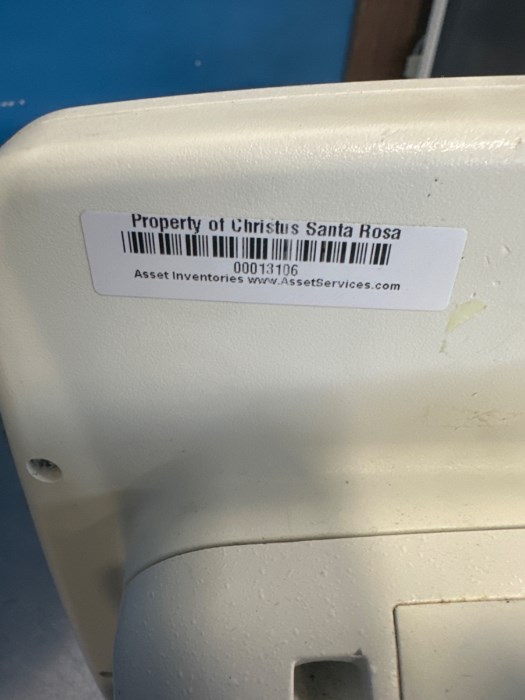 Property of Christus Santa Rosa
00013106
Asset Inventories www.AssetServices.com